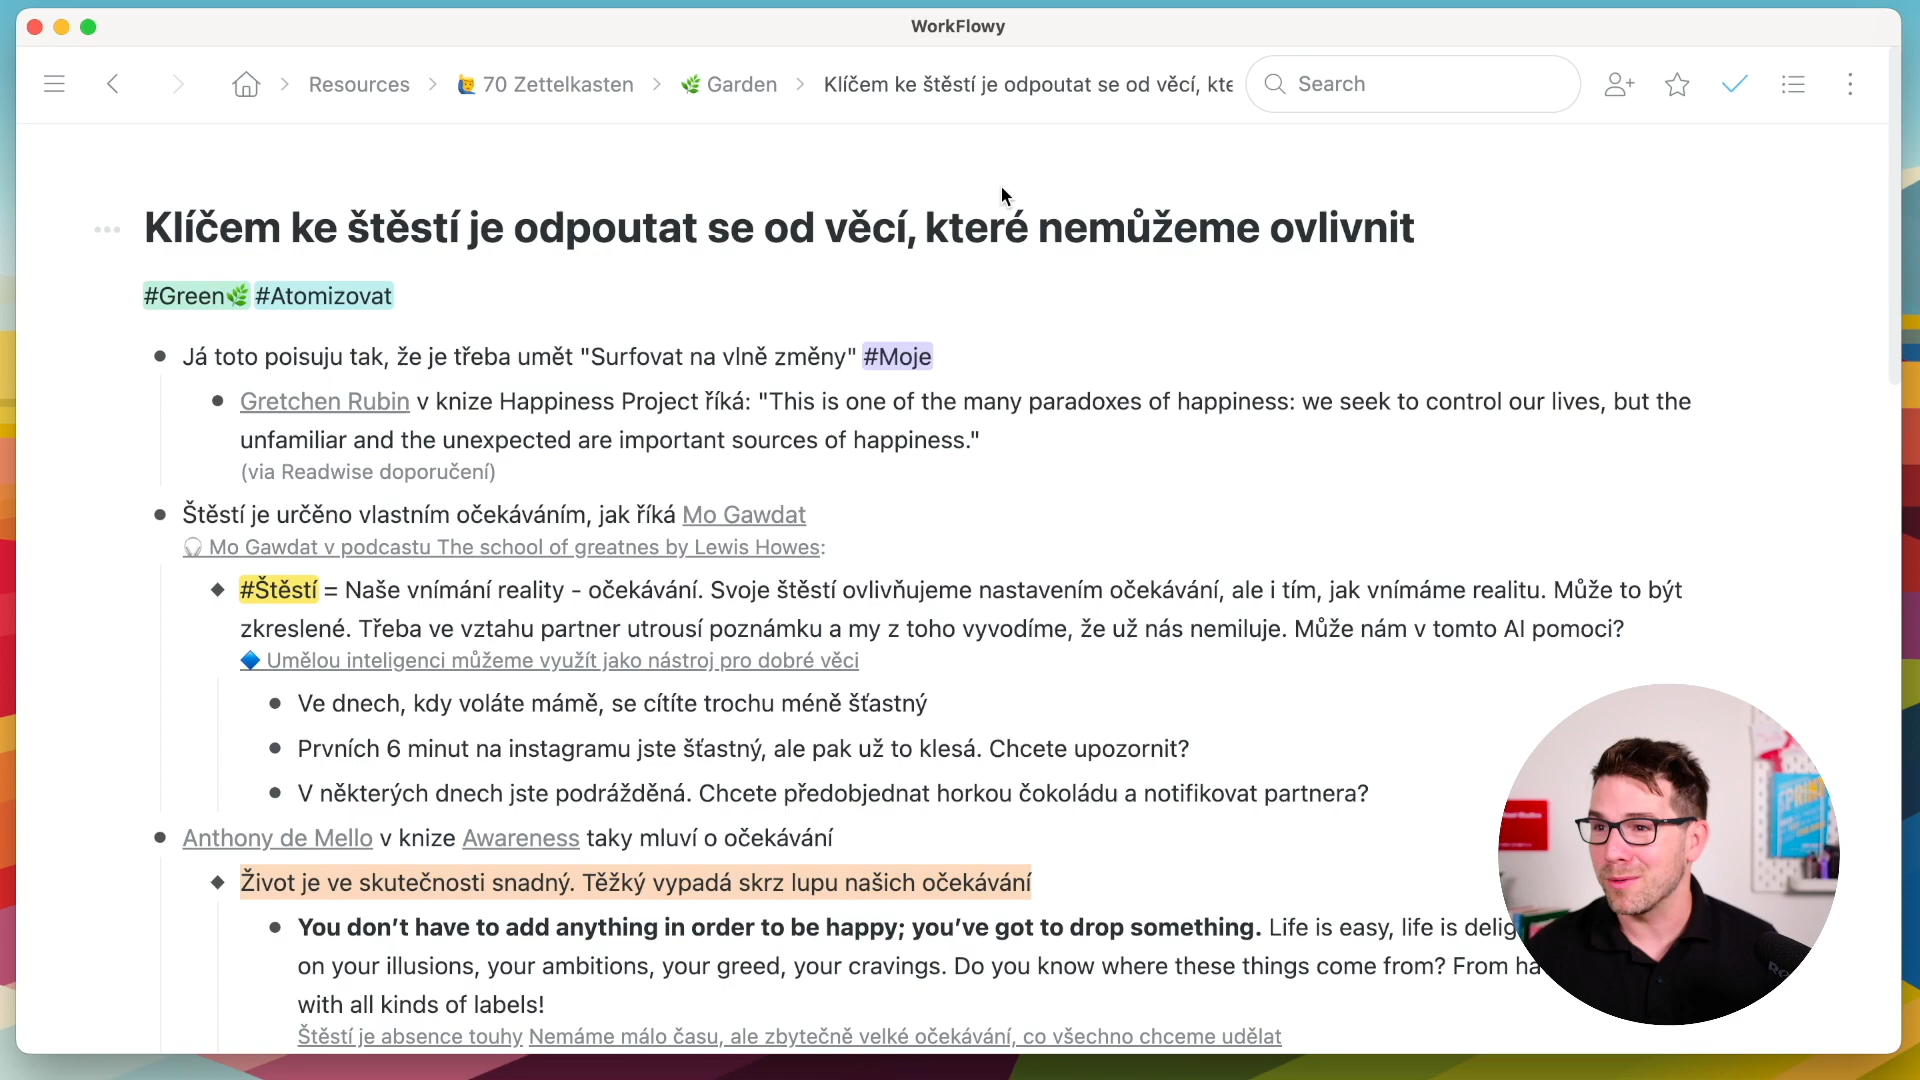 WorkFlowy
Resources > 70 Zettelkasten > Garden > Klíčem ke štěstí je odpoutat se od věcí, kte
Search
Klíčem ke štěstí je odpoutat se od věcí, které nemůžeme ovlivnit
#Green #Atomizovat
Já toto poisuju tak, že je třeba umět "Surfovat na vlně změny" #Moje
Gretchen Rubin v knize Happiness Project říká: "This is one of the many paradoxes of happiness: we seek to control our lives, but the
unfamiliar and the unexpected are important sources of happiness."
(via Readwise doporučení)
Štěstí je určěno vlastním očekáváním, jak říká Mo Gawdat
Mo Gawdat v podcastu The school of greatnes by Lewis Howes:
#Štěstí = Naše vnímání reality - očekávání. Svoje štěstí ovlivňujeme nastavením očekávání, ale i tím, jak vnímáme realitu. Může to být
zkreslené. Třeba ve vztahu partner utrousí poznámku a my z toho vyvodíme, že už nás nemiluje. Může nám v tomto AI pomoci?
Umělou inteligenci můžeme využít jako nástroj pro dobré věci
Ve dnech, kdy voláte mámě, se cítíte trochu méně šťastný
Prvních 6 minut na instagramu jste šťastný, ale pak už to klesá. Chcete upozornit?
V některých dnech jste podrážděná. Chcete předobjednat horkou čokoládu a notifikovat partnera?
Anthony de Mello v knize Awareness taky mluví o očekávání
Život je ve skutečnosti snadný. Těžký vypadá skrz lupu našich očekávání
You don't have to add anything in order to be happy; you've got to drop something. Life is easy, life is delig
on your illusions, your ambitions, your greed, your cravings. Do you know where these things come from? From ha
with all kinds of labels!
Štěstí je absence touhy Nemáme málo času, ale zbytečně velké očekávání, co všechno chceme udělat
SPRINT